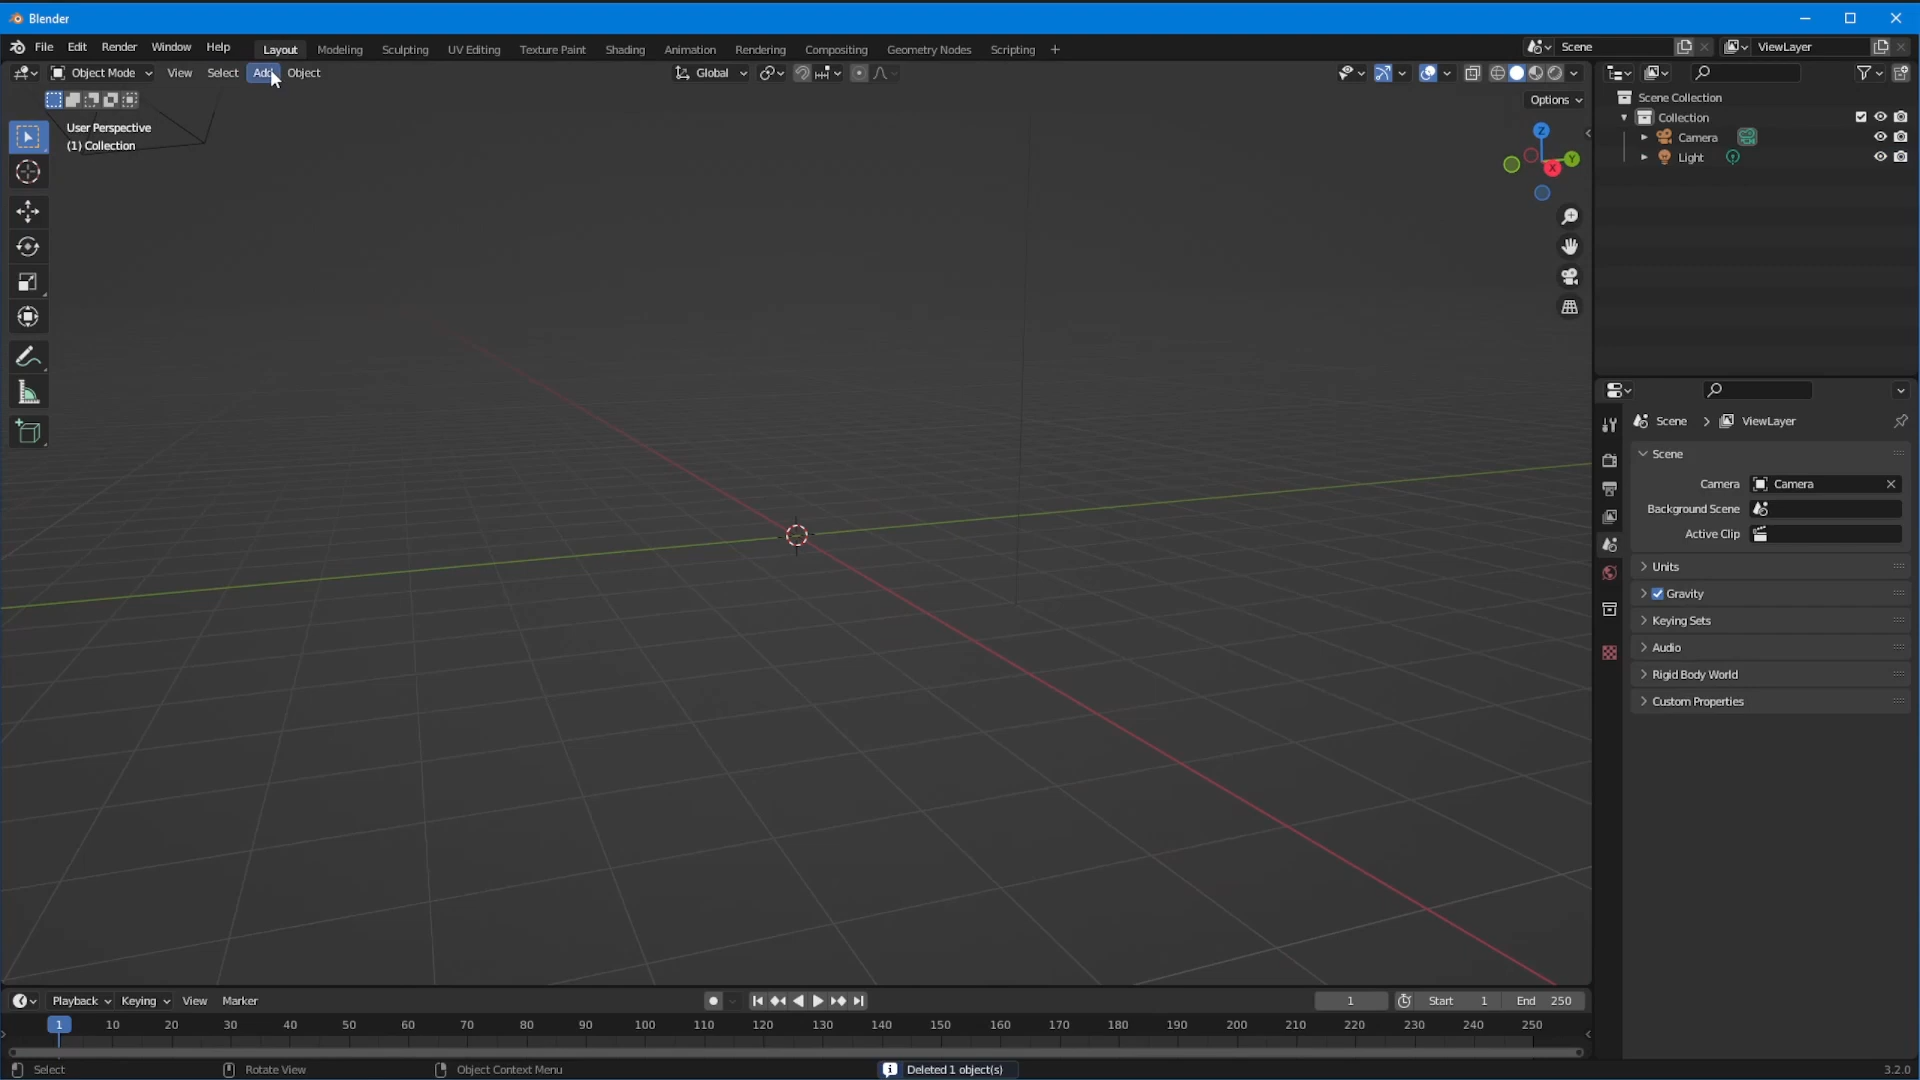 Blender
File Edit Render Window Help Layout Modeling Sculpting UV Editing Texture Paint Shading Animation Rendering Compositing Geometry Nodes Scripting + Scene ViewLayer
Object Mode View Select Add Object Global
Options
User Perspective
(1) Collection
Z
Y
X
Scene Collection
Collection
Camera
Light
Scene > ViewLayer
Scene
Camera Camera
Background Scene
Active Clip
Units
Gravity
Keying Sets
Audio
Rigid Body World
Custom Properties
Playback Keying View Marker 1 Start 1 End 250
1 10 20 30 40 50 60 70 80 90 100 110 120 130 140 150 160 170 180 190 200 210 220 230 240 250
Select Rotate View Object Context Menu Deleted 1 object(s) 3.2.0